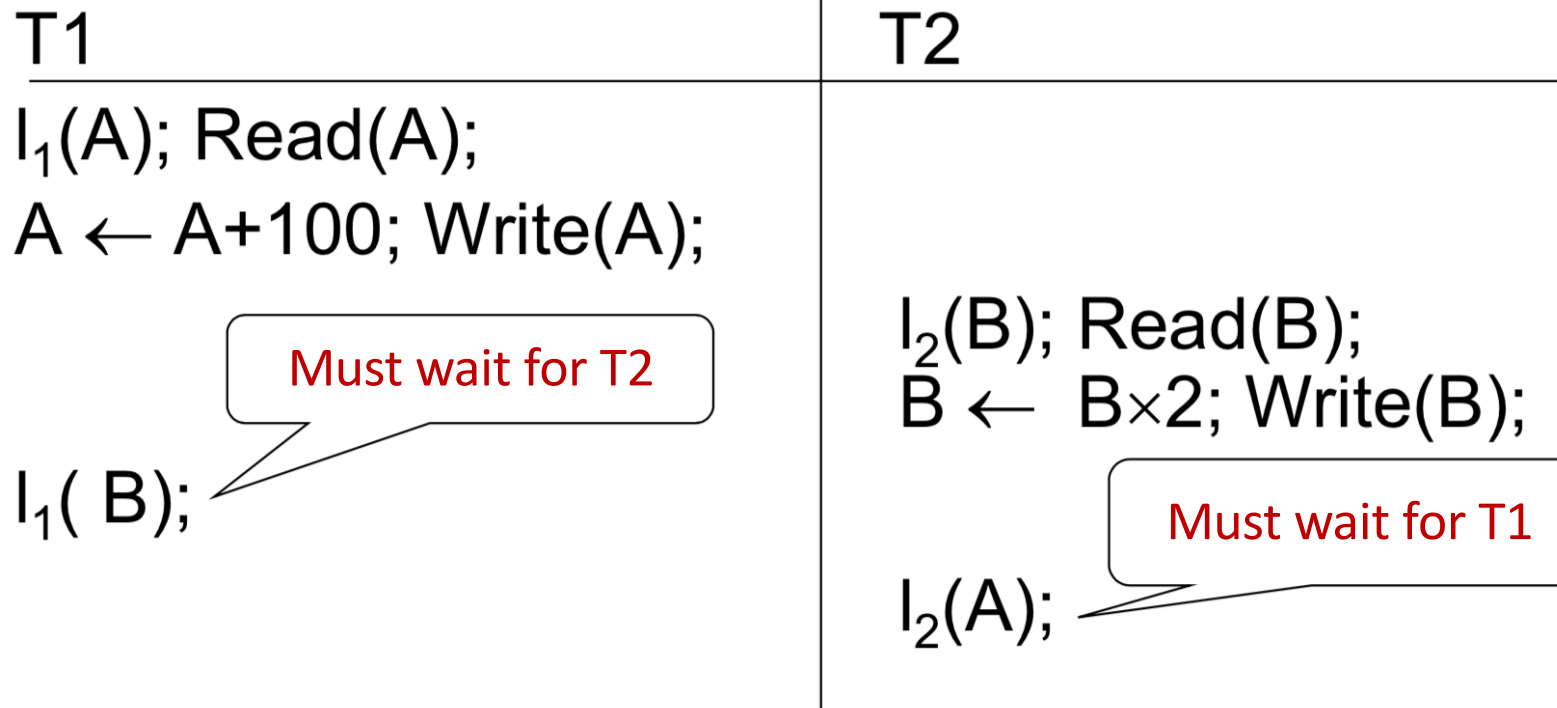 T1
T2
l₁(A); Read(A);
A ← A+100; Write(A);
l₂(B); Read(B);
Must wait for T2
B ← B×2; Write(B);
l₁( B);
Must wait for T1
l₂(A);